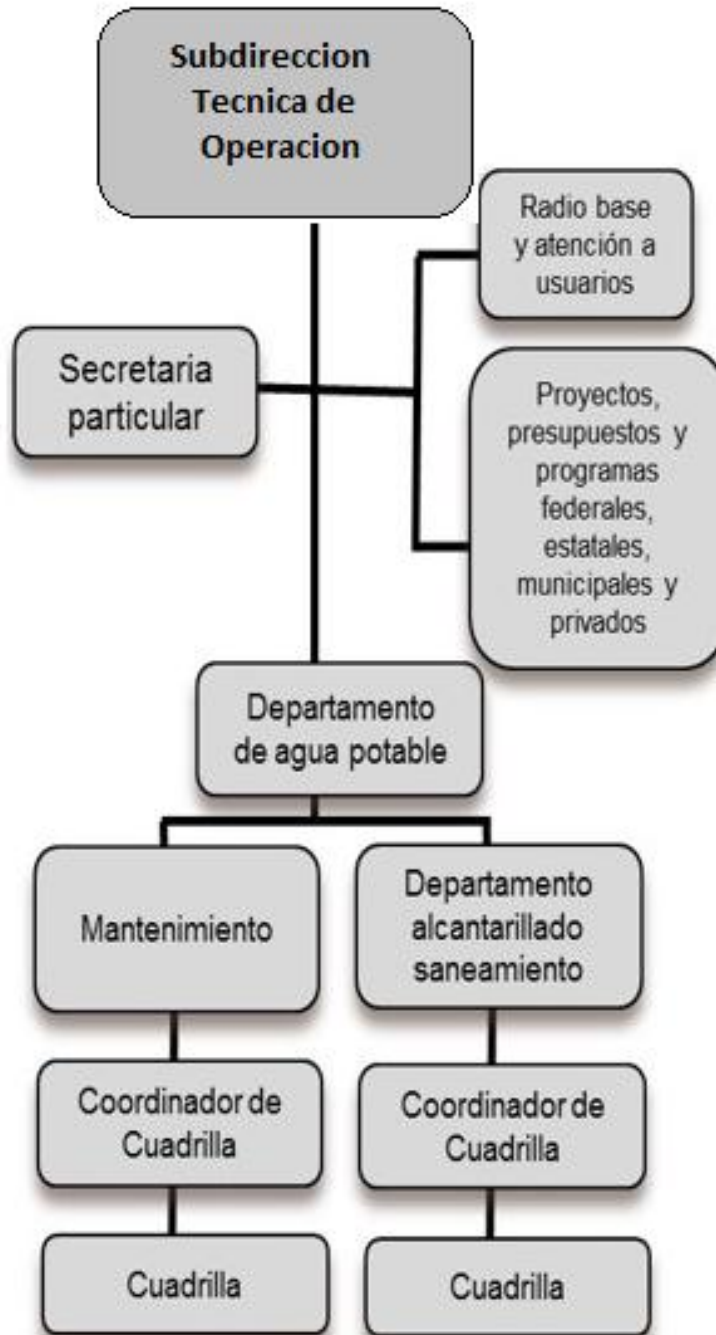 Subdireccion
Tecnica de
Operacion
Radio base
y atención a
usuarios
Secretaria
particular
Proyectos,
presupuestos y
programas
federales,
estatales,
municipales y
privados
Departamento
de agua potable
Mantenimiento
Departamento
alcantarillado
saneamiento
Coordinador de
Cuadrilla
Coordinador de
Cuadrilla
Cuadrilla
Cuadrilla